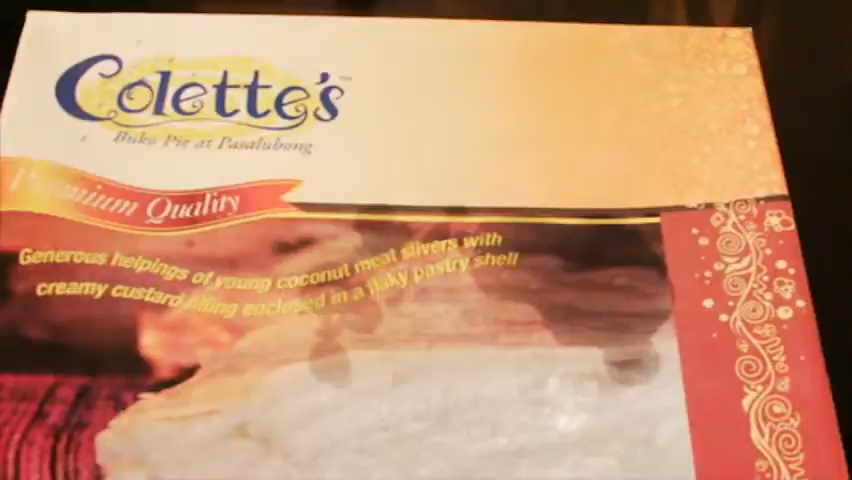 Colette's
Buko Pie at Pasalubong
Premium Quality
Generous helpings of young coconut meat slivers with
creamy custard filling enclosed in a flaky pastry shell